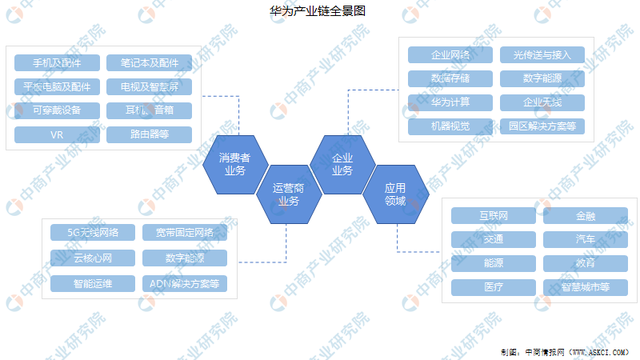 华为产业链全景图
手机及配件 笔记本及配件
平板电脑及配件 电视及智慧屏
可穿戴设备 耳机 音箱
VR 路由器等
企业网络 光传送与接入
数据存储 数字能源
华为计算 企业无线
机器视觉 园区解决方案等
消费者
业务
运营商
业务
企业
业务
应用
领域
5G无线网络 宽带固定网络
云核心网 数字能源
智能运维 ADN解决方案等
互联网 金融
交通 汽车
能源 教育
医疗 智慧城市等
中商产业研究院
制图：中商情报网（WWW.ASKCI.COM）